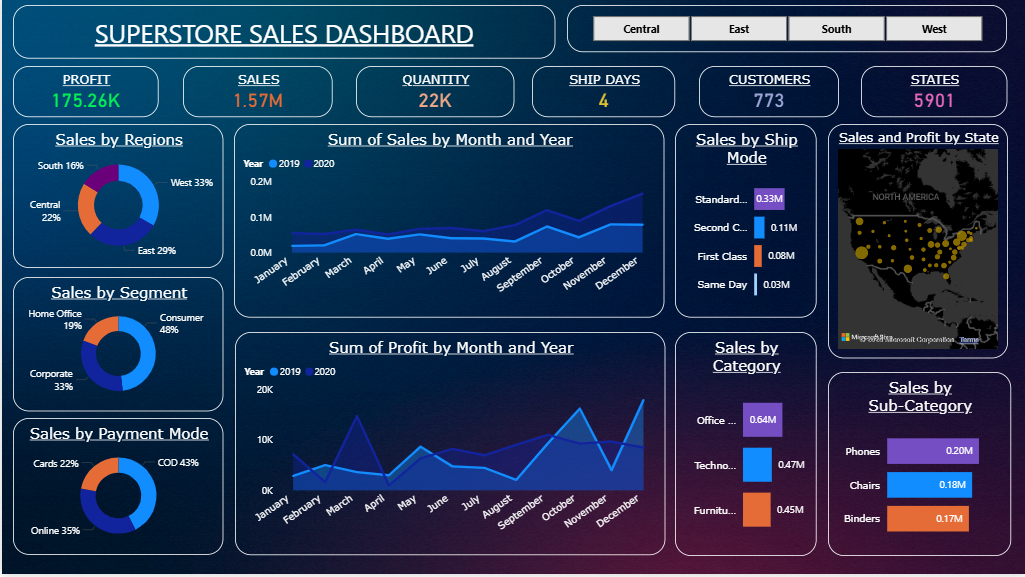 SUPERSTORE SALES DASHBOARD
Central East South West
PROFIT
175.26K
SALES
1.57M
QUANTITY
22K
SHIP DAYS
4
CUSTOMERS
773
STATES
5901
Sales by Regions
South 16%
West 33%
Central
22%
East 29%
Sum of Sales by Month and Year
Year 2019 2020
0.2M
0.1M
0.0M
January February March April May June July August September October November December
Sales by Ship
Mode
Standard... 0.33M
Second C... 0.11M
First Class 0.08M
Same Day 0.03M
Sales and Profit by State
NORTH AMERICA
Microsoft Corporation Terms
Sales by Segment
Home Office
19%
Consumer
48%
Corporate
33%
Sum of Profit by Month and Year
Year 2019 2020
20K
10K
0K
January February March April May June July August September October November December
Sales by
Category
Office ... 0.64M
Techno... 0.47M
Furnitu... 0.45M
Sales by
Sub-Category
Phones 0.20M
Chairs 0.18M
Binders 0.17M
Sales by Payment Mode
Cards 22%
COD 43%
Online 35%